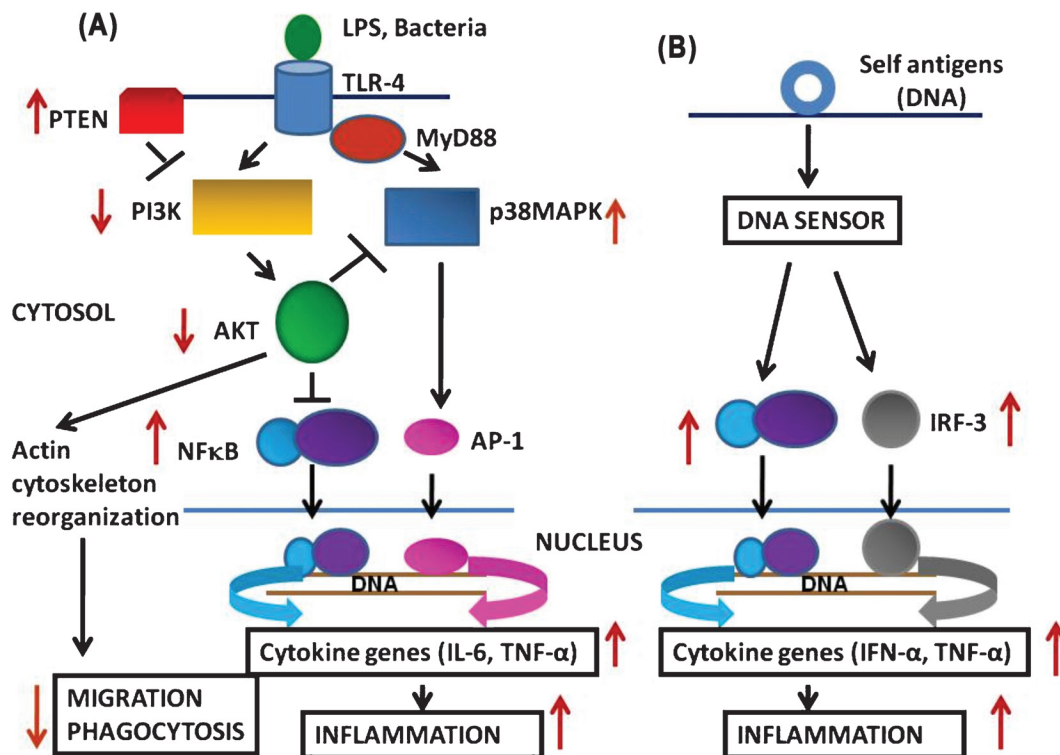 (A)
LPS, Bacteria
TLR-4
PTEN
MyD88
PI3K
p38MAPK
CYTOSOL
AKT
NFκB
AP-1
Actin
cytoskeleton
reorganization
NUCLEUS
DNA
Cytokine genes (IL-6, TNF-α)
MIGRATION
PHAGOCYTOSIS
INFLAMMATION
(B)
Self antigens
(DNA)
DNA SENSOR
IRF-3
DNA
Cytokine genes (IFN-α, TNF-α)
INFLAMMATION